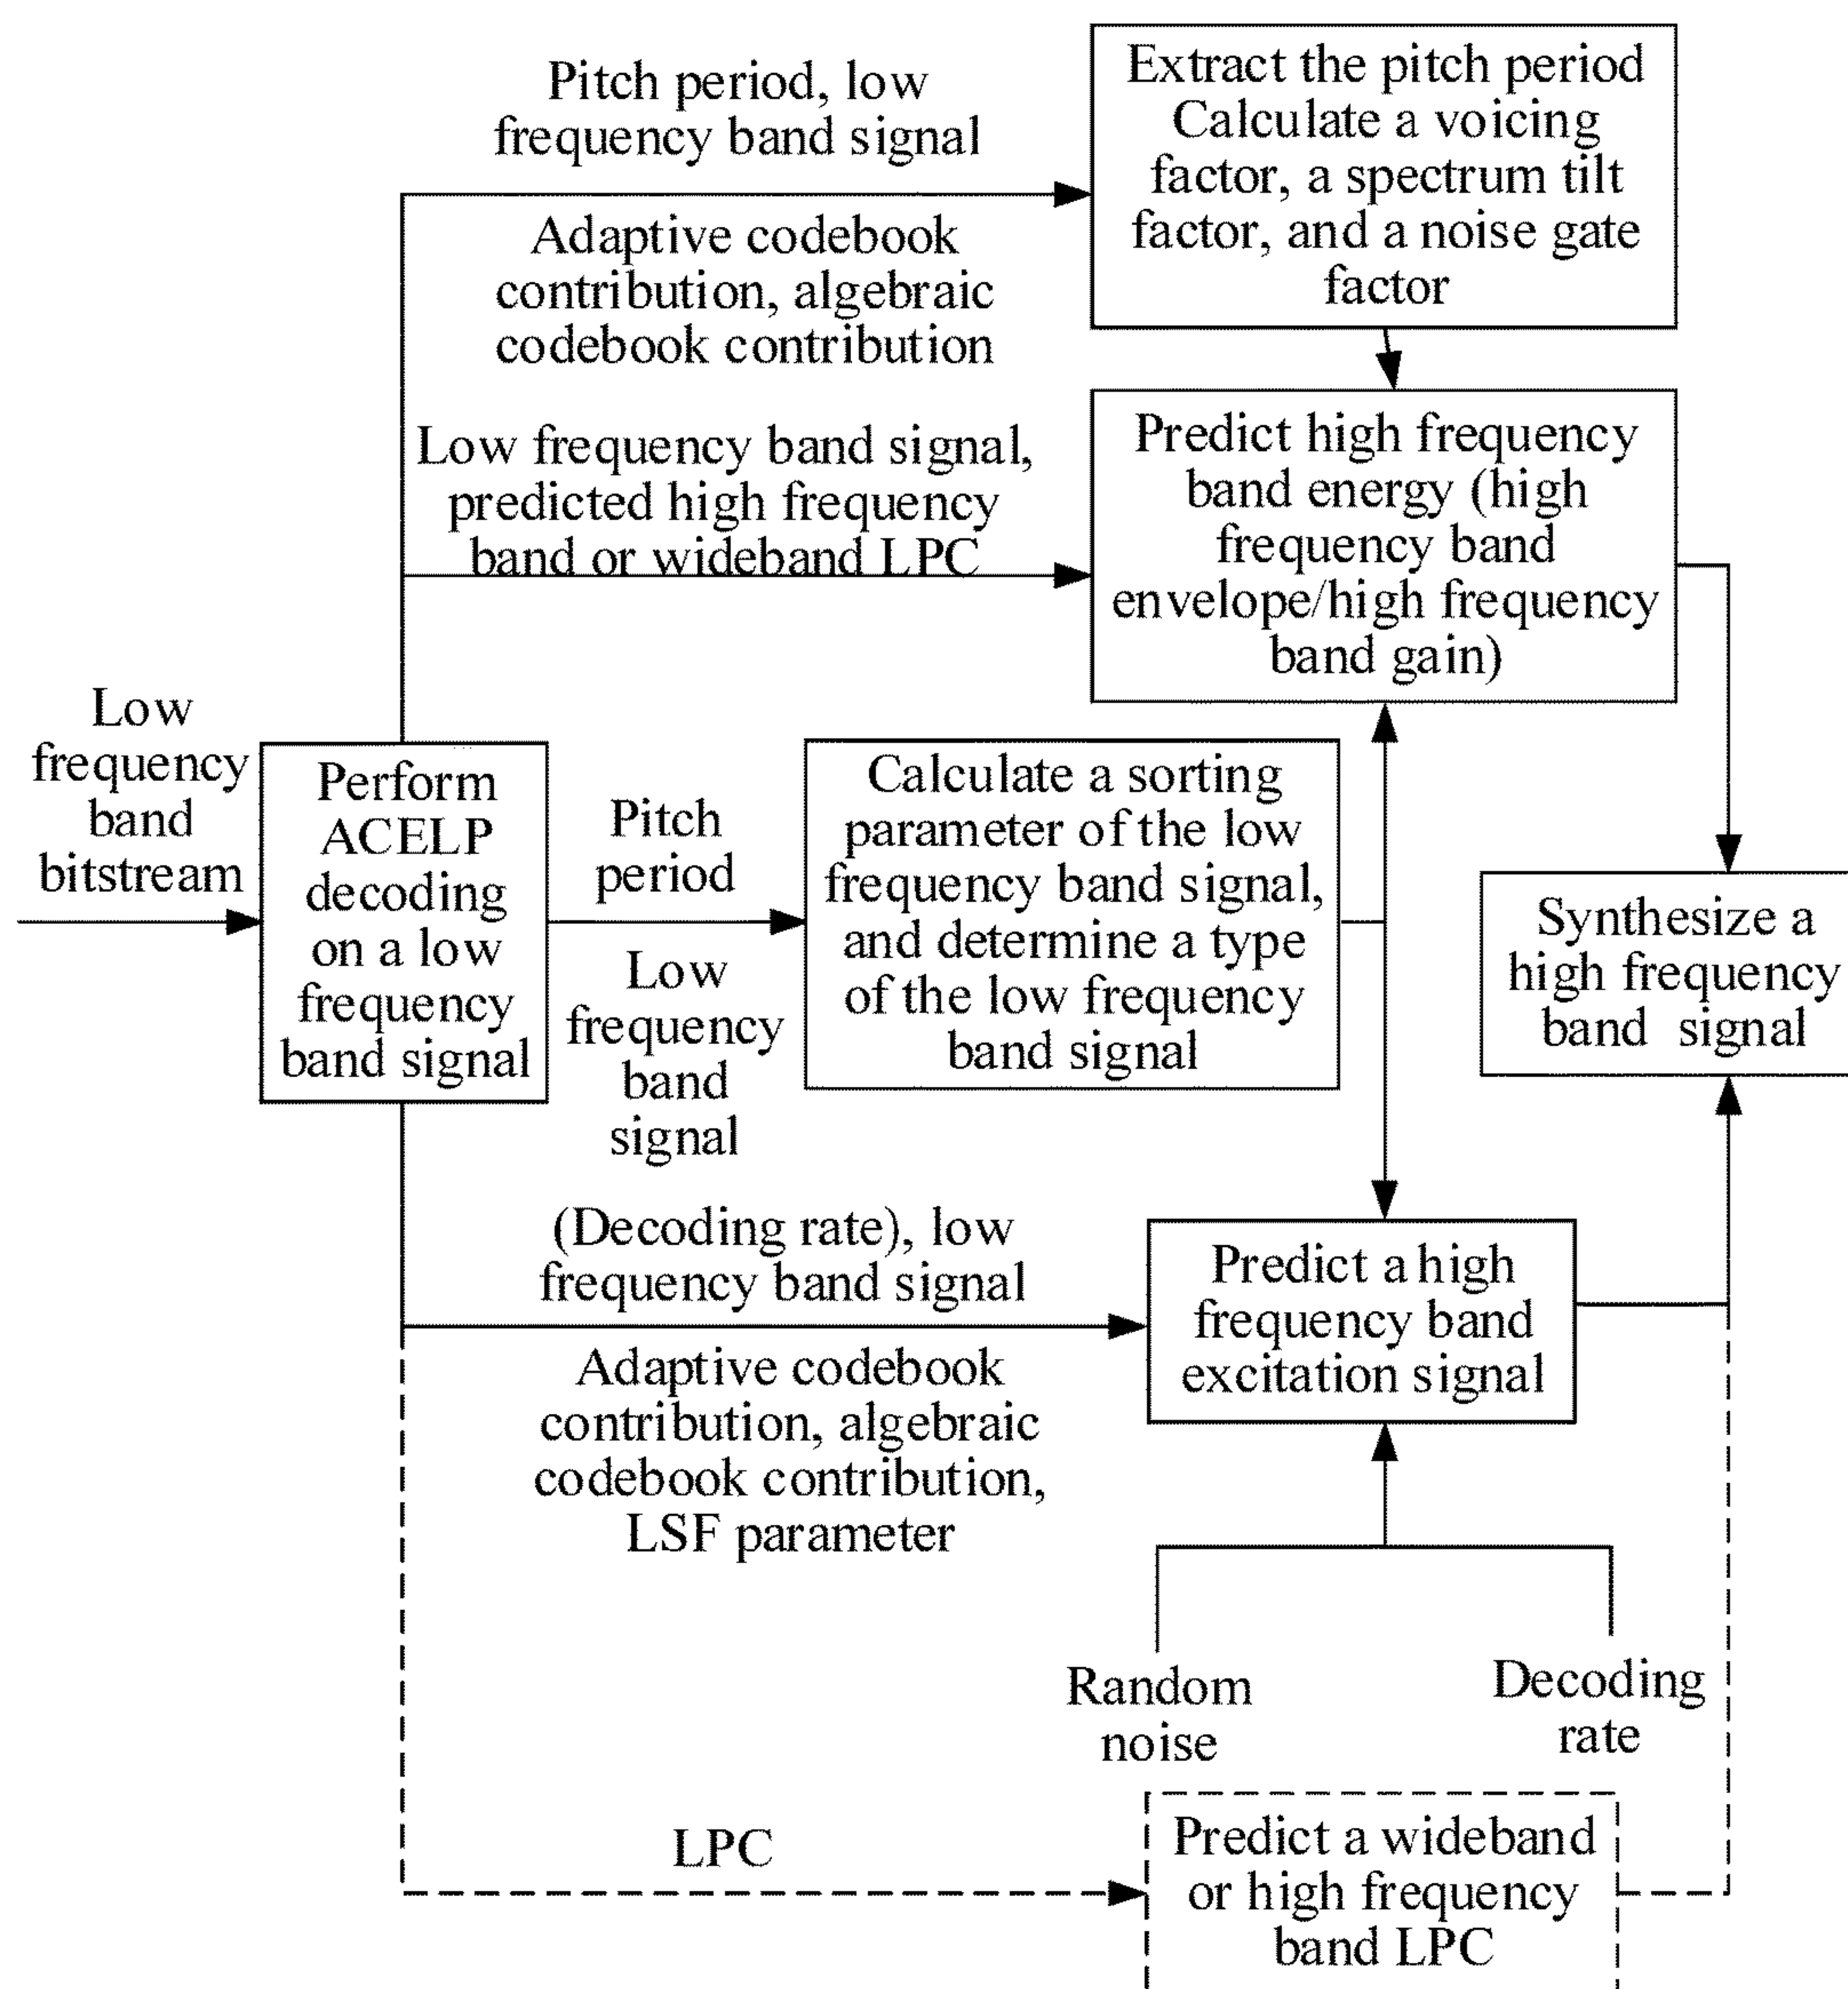 Pitch period, low
frequency band signal
Adaptive codebook
contribution, algebraic
codebook contribution
Extract the pitch period
Calculate a voicing
factor, a spectrum tilt
factor, and a noise gate
factor
Low frequency band signal,
predicted high frequency
band or wideband LPC
Predict high frequency
band energy (high
frequency band
envelope/high frequency
band gain)
Low
frequency
band
bitstream
Perform
ACELP
decoding
on a low
frequency
band signal
Pitch
period
Low
frequency
band
signal
Calculate a sorting
parameter of the low
frequency band signal,
and determine a type
of the low frequency
band signal
Synthesize a
high frequency
band signal
(Decoding rate), low
frequency band signal
Adaptive codebook
contribution, algebraic
codebook contribution,
LSF parameter
Predict a high
frequency band
excitation signal
Random
noise
Decoding
rate
LPC
Predict a wideband
or high frequency
band LPC